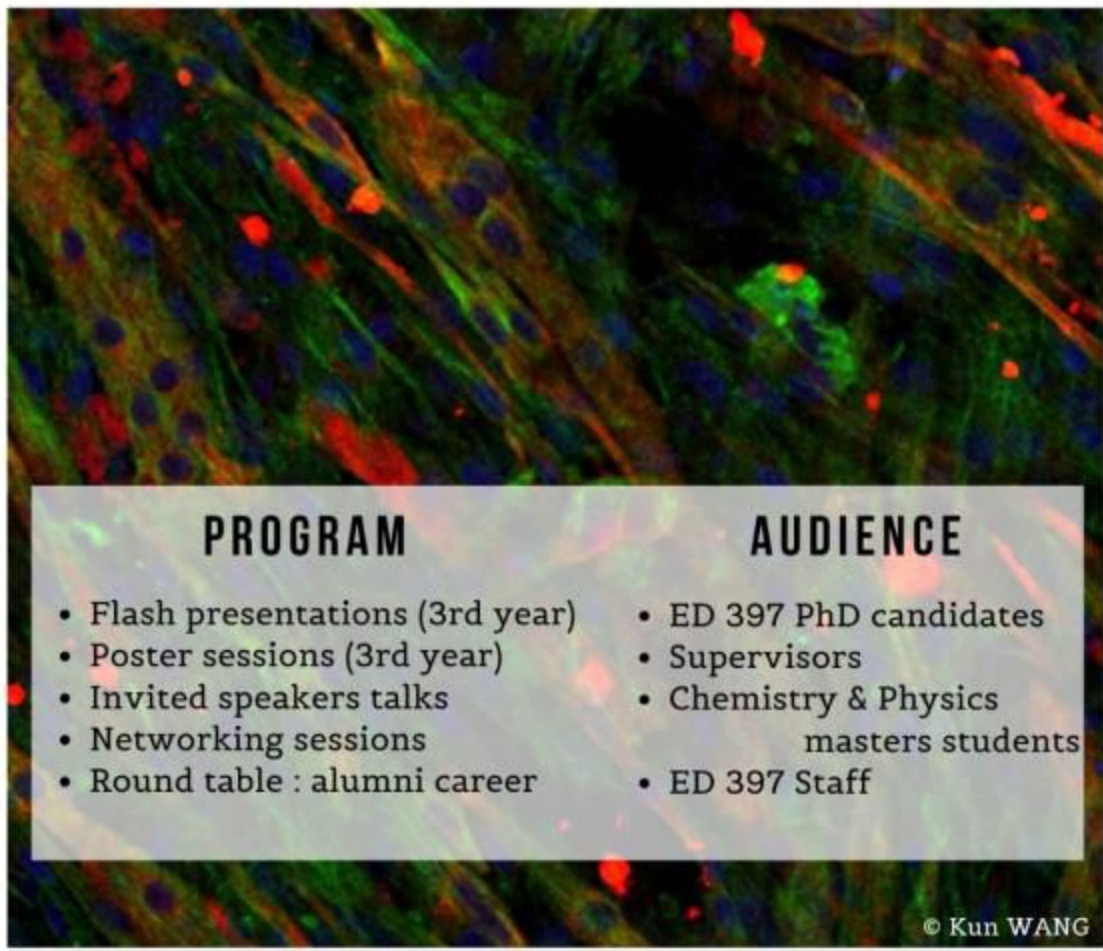 PROGRAM
• Flash presentations (3rd year)
• Poster sessions (3rd year)
• Invited speakers talks
• Networking sessions
• Round table : alumni career
AUDIENCE
• ED 397 PhD candidates
• Supervisors
• Chemistry & Physics
masters students
• ED 397 Staff
© Kun WANG